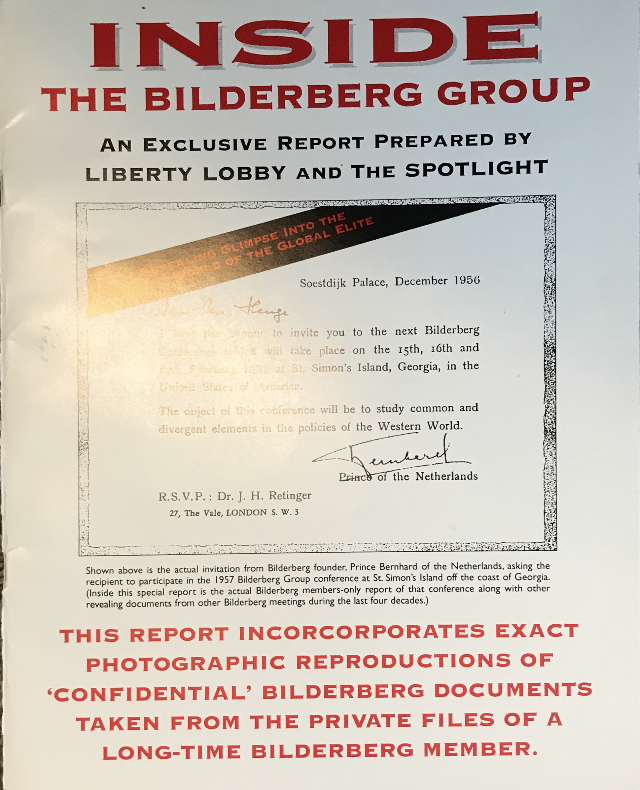 INSIDE
THE BILDERBERG GROUP
AN EXCLUSIVE REPORT PREPARED BY
LIBERTY LOBBY AND THE SPOTLIGHT
GLIMPSE INTO THE
OF THE GLOBAL ELITE
Soestdijk Palace, December 1956
to invite you to the next Bilderberg
will take place on the 15th, 16th and
at St. Simon's Island, Georgia, in the
United States of America.
The object of this conference will be to study common and
divergent elements in the policies of the Western World.
Bernhard
Prince of the Netherlands
R.S.V.P.: Dr. J. H. Retinger
27, The Vale, LONDON S. W. 3
Shown above is the actual invitation from Bilderberg founder, Prince Bernhard of the Netherlands, asking the
recipient to participate in the 1957 Bilderberg Group conference at St. Simon's Island off the coast of Georgia.
(Inside this special report is the actual Bilderberg members-only report of that conference along with other
revealing documents from other Bilderberg meetings during the last four decades.)
THIS REPORT INCORCORPORATES EXACT
PHOTOGRAPHIC REPRODUCTIONS OF
‘CONFIDENTIAL’ BILDERBERG DOCUMENTS
TAKEN FROM THE PRIVATE FILES OF A
LONG-TIME BILDERBERG MEMBER.